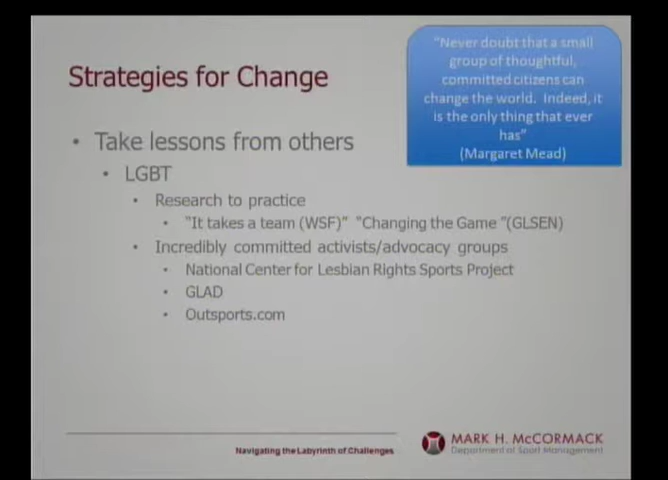 Strategies for Change
"Never doubt that a small
group of thoughtful,
committed citizens can
change the world. Indeed, it
is the only thing that ever
has"
(Margaret Mead)
• Take lessons from others
• LGBT
• Research to practice
• "It takes a team (WSF)" "Changing the Game "(GLSEN)
• Incredibly committed activists/advocacy groups
• National Center for Lesbian Rights Sports Project
• GLAD
• Outsports.com
Navigating the Labyrinth of Challenges
MARK H. McCORMACK
Department of Sport Management